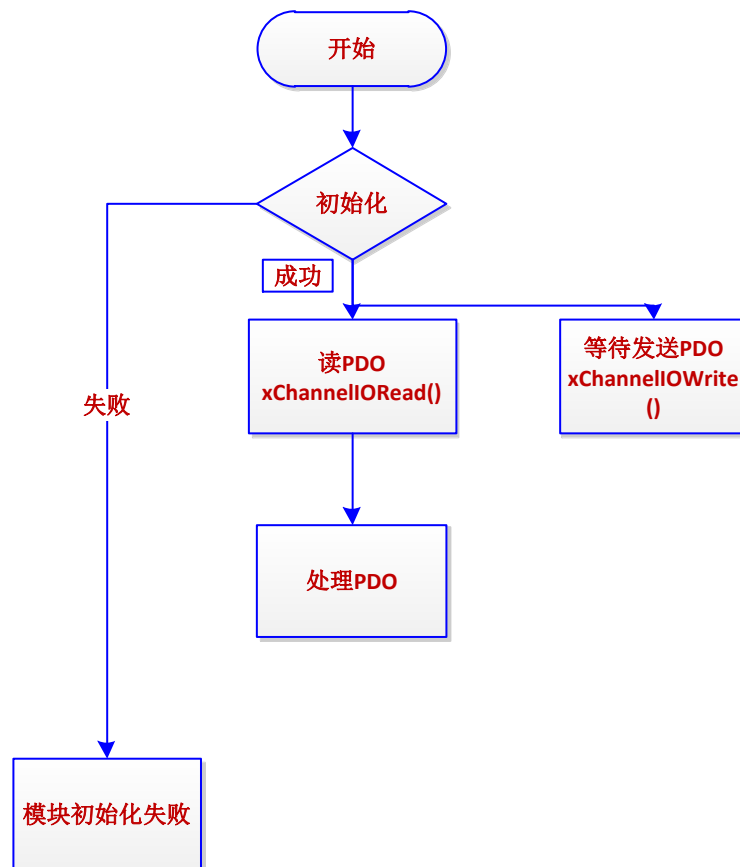 开始
初始化
成功
读PDO
xChannelIORead()
等待发送PDO
xChannelIOWrite
()
失败
处理PDO
模块初始化失败